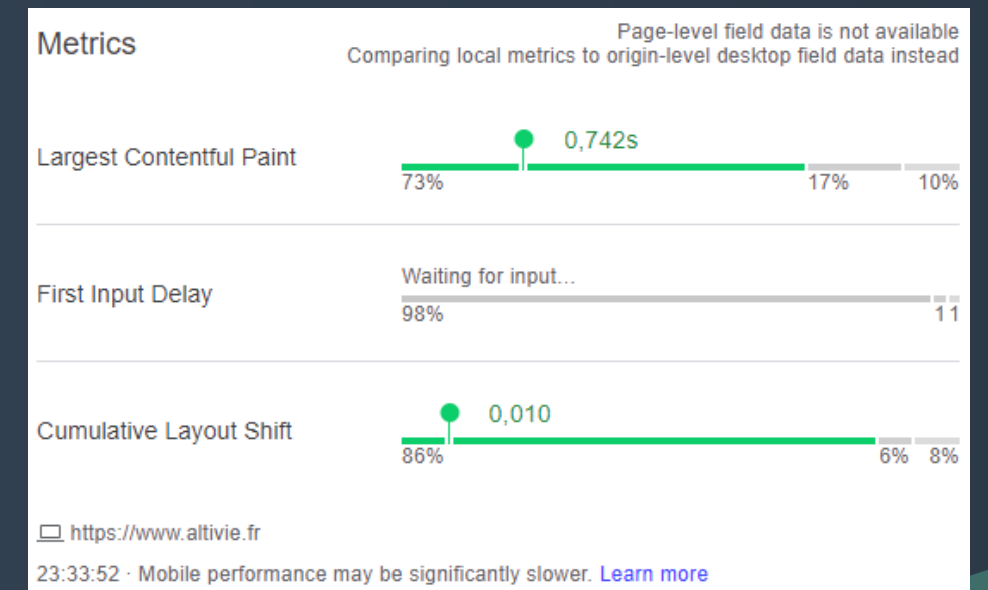 Metrics
Page-level field data is not available
Comparing local metrics to origin-level desktop field data instead
Largest Contentful Paint
0,742s
73% 17% 10%
First Input Delay
Waiting for input...
98% 1 1
Cumulative Layout Shift
0,010
86% 6% 8%
https://www.altivie.fr
23:33:52 · Mobile performance may be significantly slower. Learn more